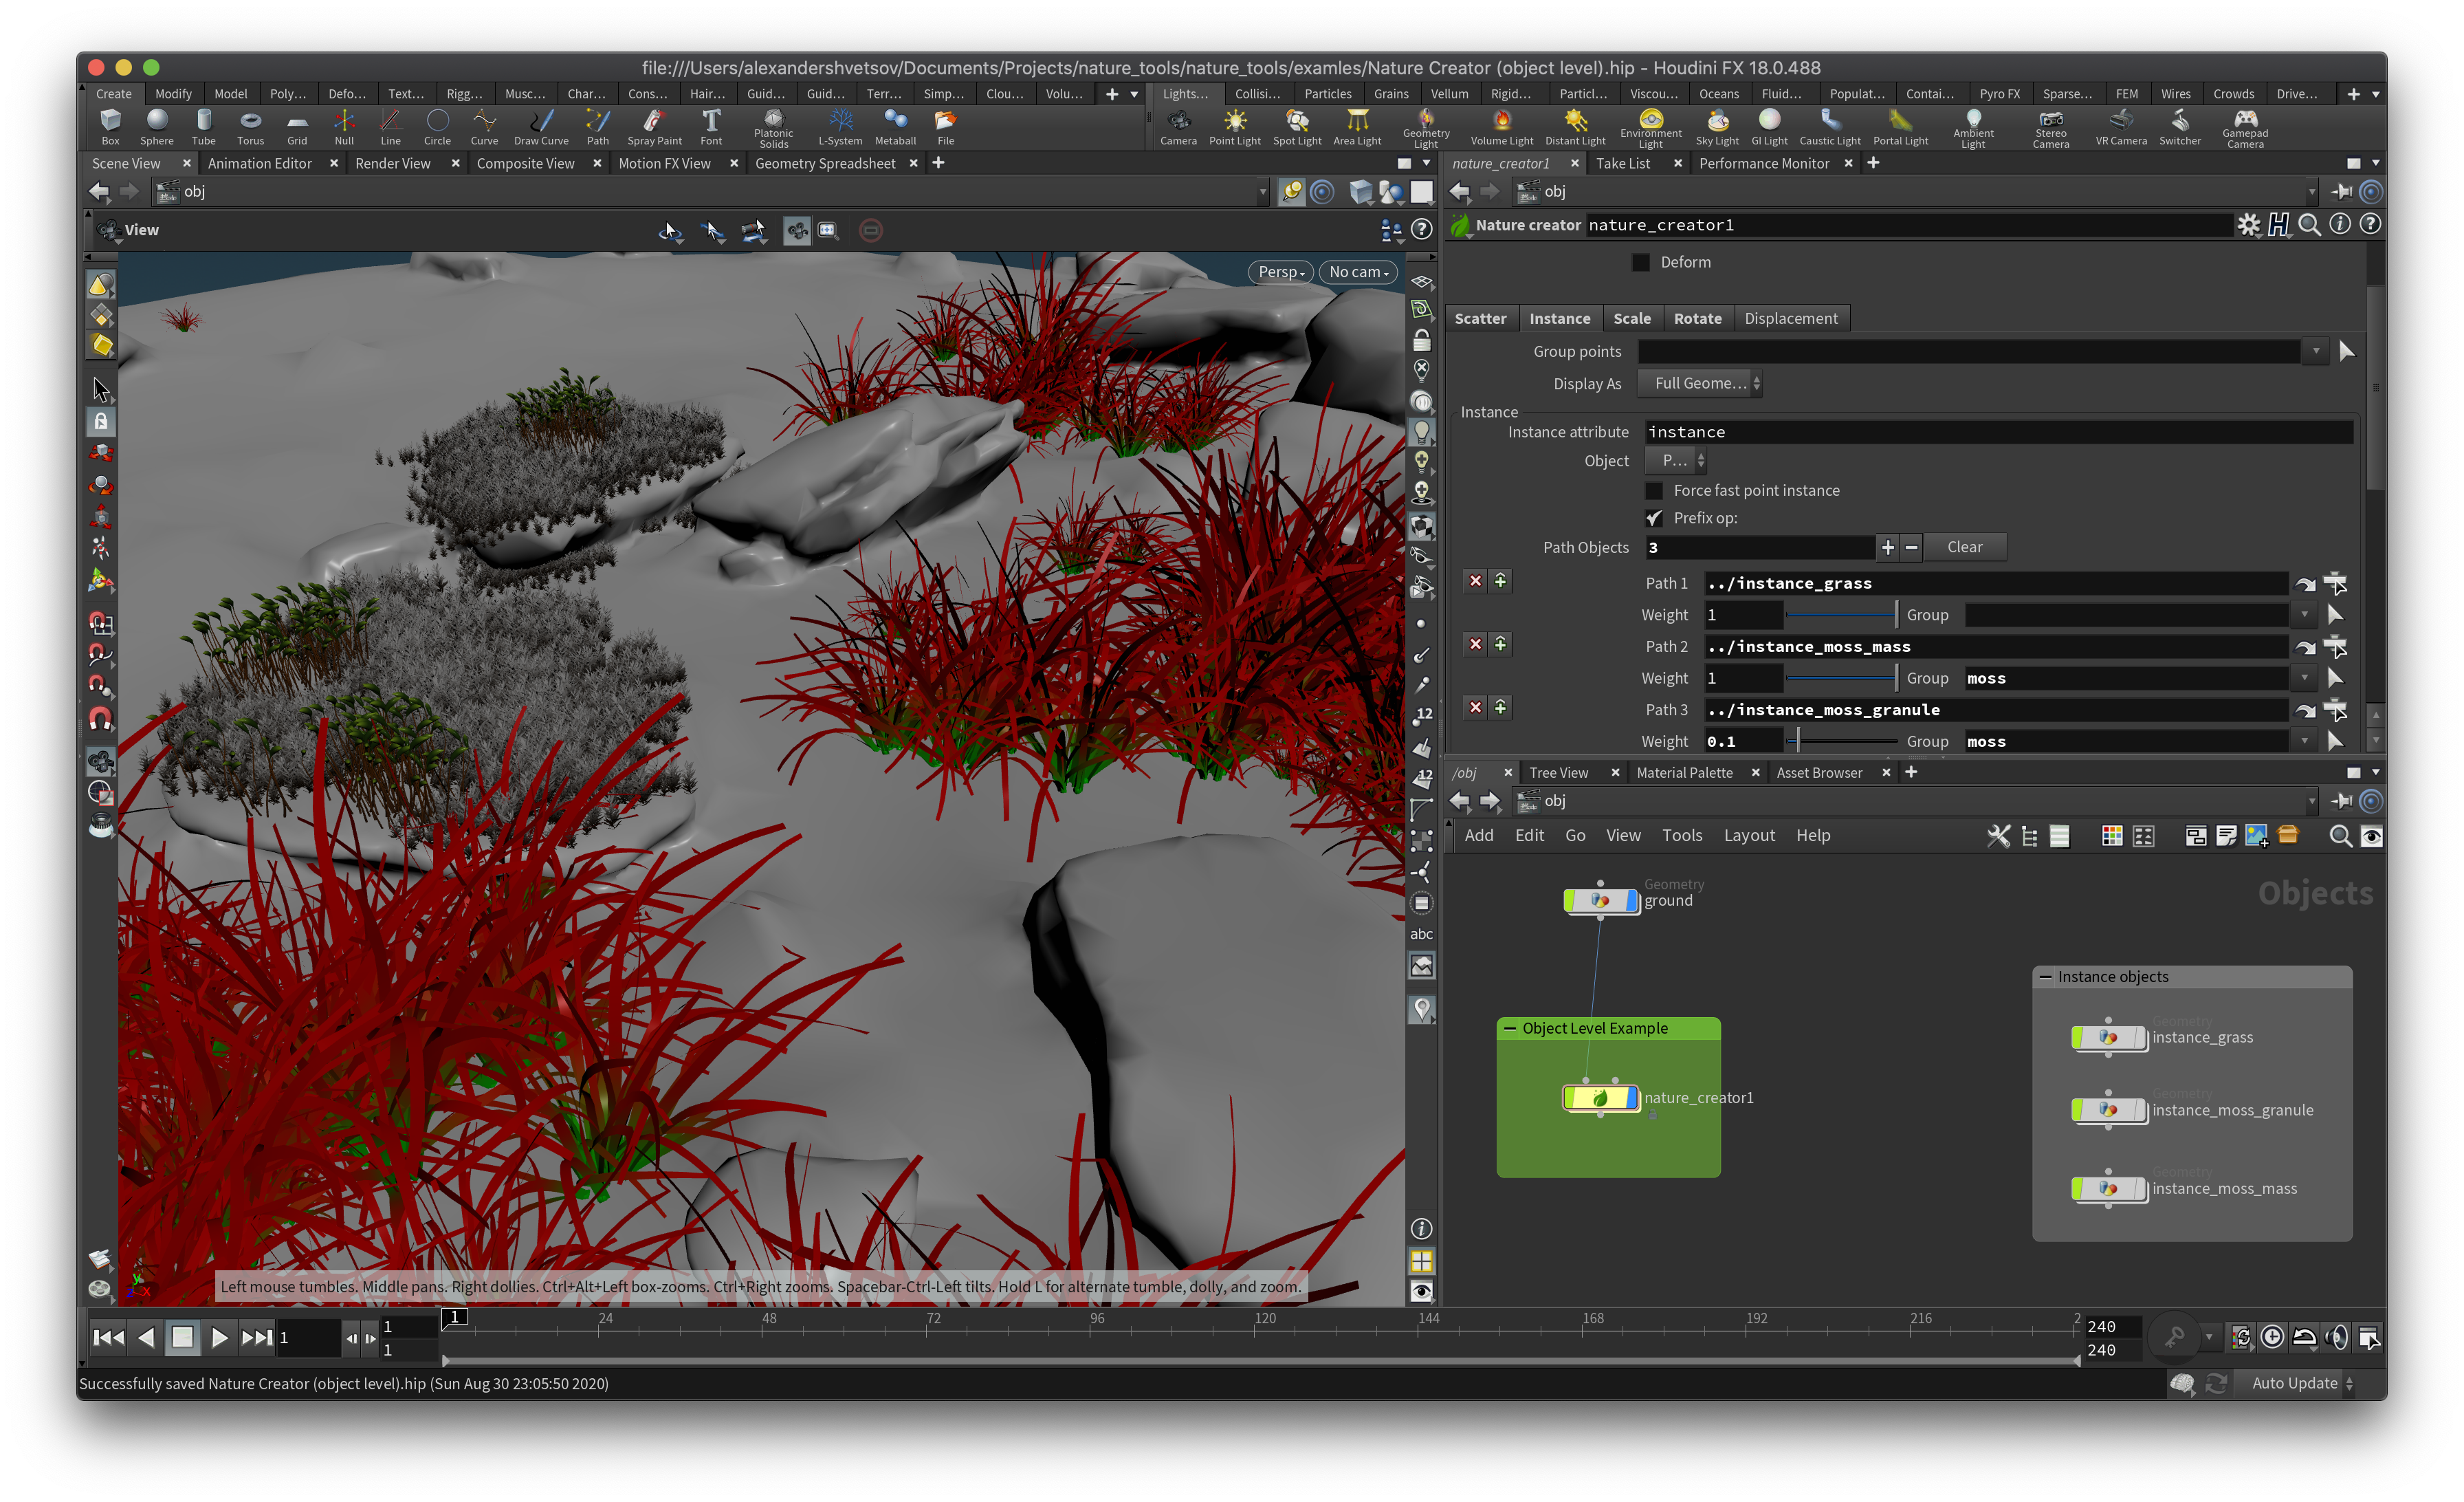 file:///Users/alexandershvetsov/Documents/Projects/nature_tools/nature_tools/examles/Nature Creator (object level).hip - Houdini FX 18.0.488
Create Modify Model Poly... Defo... Text... Rigg... Musc... Char... Cons... Hair... Guid... Guid... Terr... Simp... Clou... Volu...
Lights... Collisi... Particles Grains Vellum Rigid... Particl... Viscou... Oceans Fluid... Populat... Contai... Pyro FX Sparse... FEM Wires Crowds Drive...
Box Sphere Tube Torus Grid Null Line Circle Curve Draw Curve Path Spray Paint Font Platonic Solids L-System Metaball File
Camera Point Light Spot Light Area Light Geometry Light Volume Light Distant Light Environment Light Sky Light GI Light Caustic Light Portal Light Ambient Light Stereo Camera VR Camera Switcher Gamepad Camera
Scene View Animation Editor Render View Composite View Motion FX View Geometry Spreadsheet
obj
View
Persp No cam
12
12
abc
y
x
Left mouse tumbles. Middle pans. Right dollies. Ctrl+Alt+Left box-zooms. Ctrl+Right zooms. Spacebar-Ctrl-Left tilts. Hold L for alternate tumble, dolly, and zoom.
nature_creator1 Take List Performance Monitor
obj
Nature creator nature_creator1
Deform
Scatter Instance Scale Rotate Displacement
Group points
Display As Full Geome...
Instance
Instance attribute instance
Object P...
Force fast point instance
Prefix op:
Path Objects 3 Clear
Path 1 ../instance_grass
Weight 1 Group
Path 2 ../instance_moss_mass
Weight 1 Group moss
Path 3 ../instance_moss_granule
Weight 0.1 Group moss
/obj Tree View Material Palette Asset Browser
obj
Add Edit Go View Tools Layout Help
Objects
Geometry
ground
Object Level Example
nature_creator1
Instance objects
Geometry
instance_grass
Geometry
instance_moss_granule
Geometry
instance_moss_mass
1 24 48 72 96 120 144 168 192 216 2
1
1
1
240
240
Successfully saved Nature Creator (object level).hip (Sun Aug 30 23:05:50 2020)
Auto Update